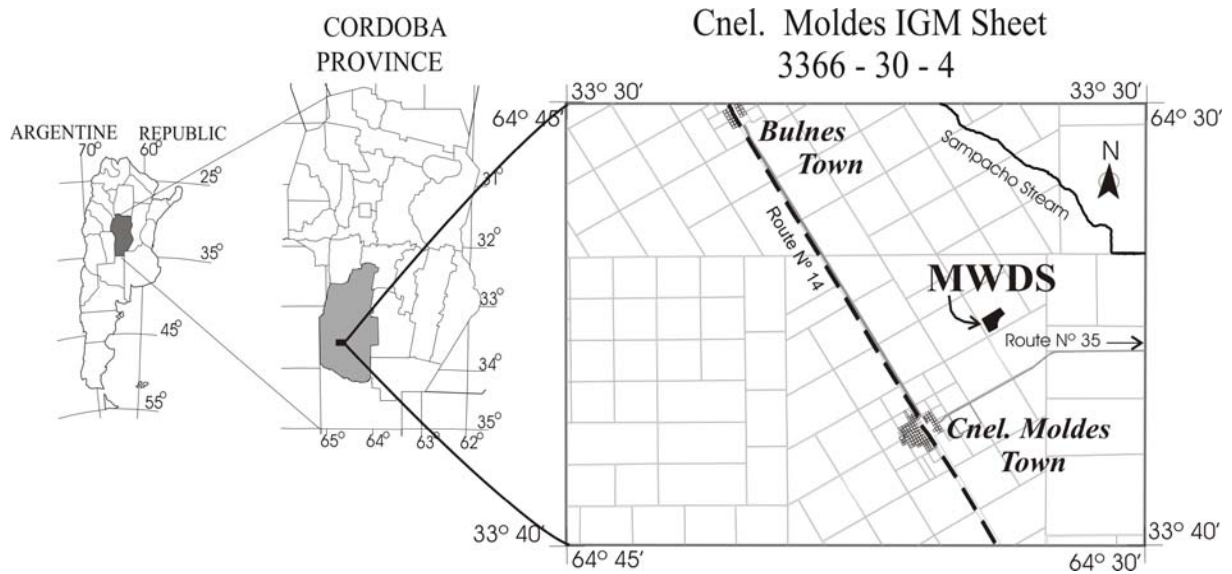 ARGENTINE REPUBLIC
70° 60°
25°
35°
45°
55°
CORDOBA
PROVINCE
31°
32°
33°
34°
35°
65° 64° 63° 62°
Cnel. Moldes IGM Sheet
3366 - 30 - 4
33° 30' 33° 30'
64° 45' 64° 30'
Bulnes
Town
Sampacho Stream
N
Route Nº 14
MWDS
Route Nº 35
Cnel. Moldes
Town
33° 40' 33° 40'
64° 45' 64° 30'